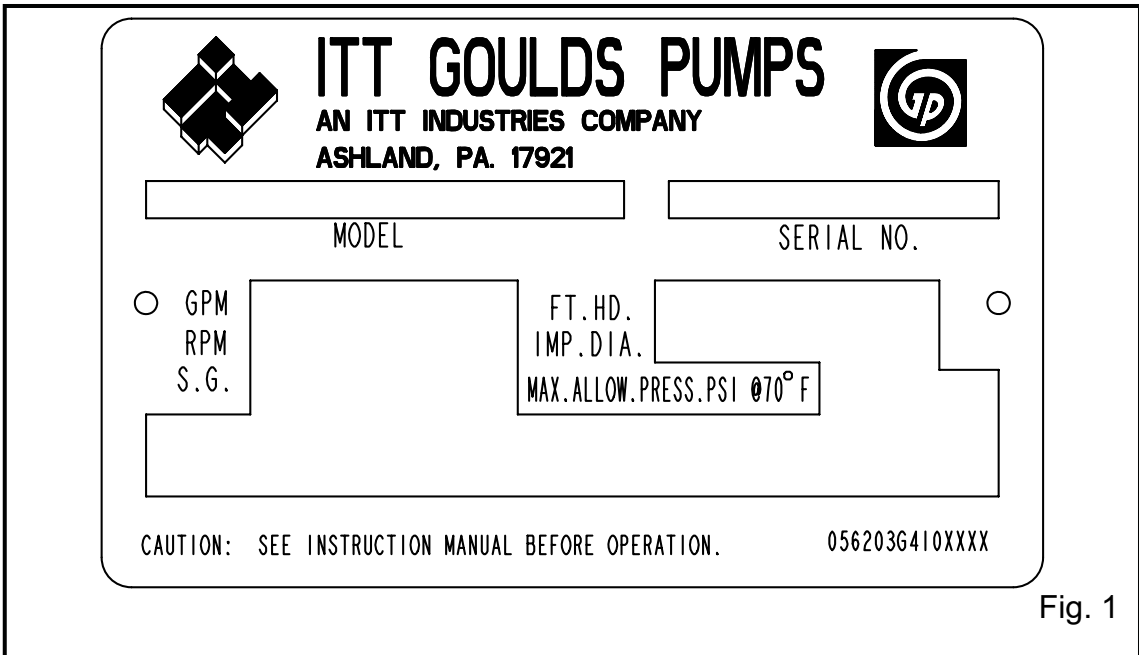 ITT GOULDS PUMPS
AN ITT INDUSTRIES COMPANY
ASHLAND, PA. 17921
GP
MODEL
SERIAL NO.
GPM
RPM
S.G.
FT.HD.
IMP.DIA.
MAX.ALLOW.PRESS.PSI @70°F
CAUTION: SEE INSTRUCTION MANUAL BEFORE OPERATION.
056203G410XXXX
Fig. 1